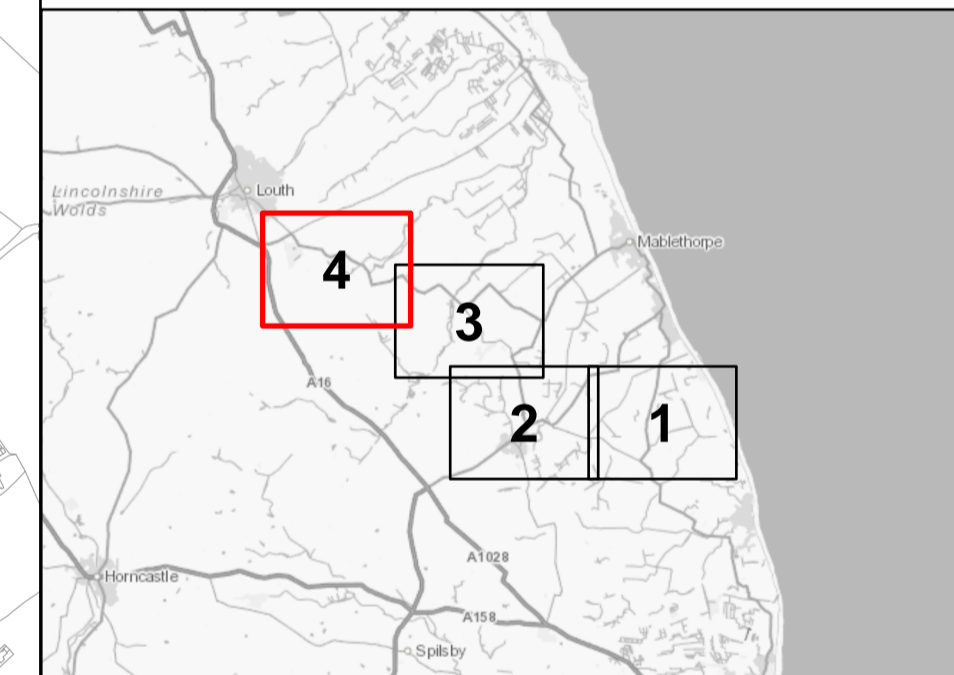 Louth
Lincolnshire
Wolds
Mablethorpe
4
3
A16
2
1
A1028
Horncastle
A158
Spilsby